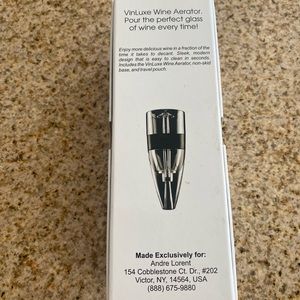 VinLuxe Wine Aerator.
Pour the perfect glass
of wine every time!
Enjoy more delicious wine in a fraction of the
time it takes to decant. Sleek, modern
design that is easy to clean in seconds.
Includes the VinLuxe Wine Aerator, non-skid
base, and travel pouch.
Made Exclusively for:
Andre Lorent
154 Cobblestone Ct. Dr., #202
Victor, NY, 14564, USA
(888) 675-9880